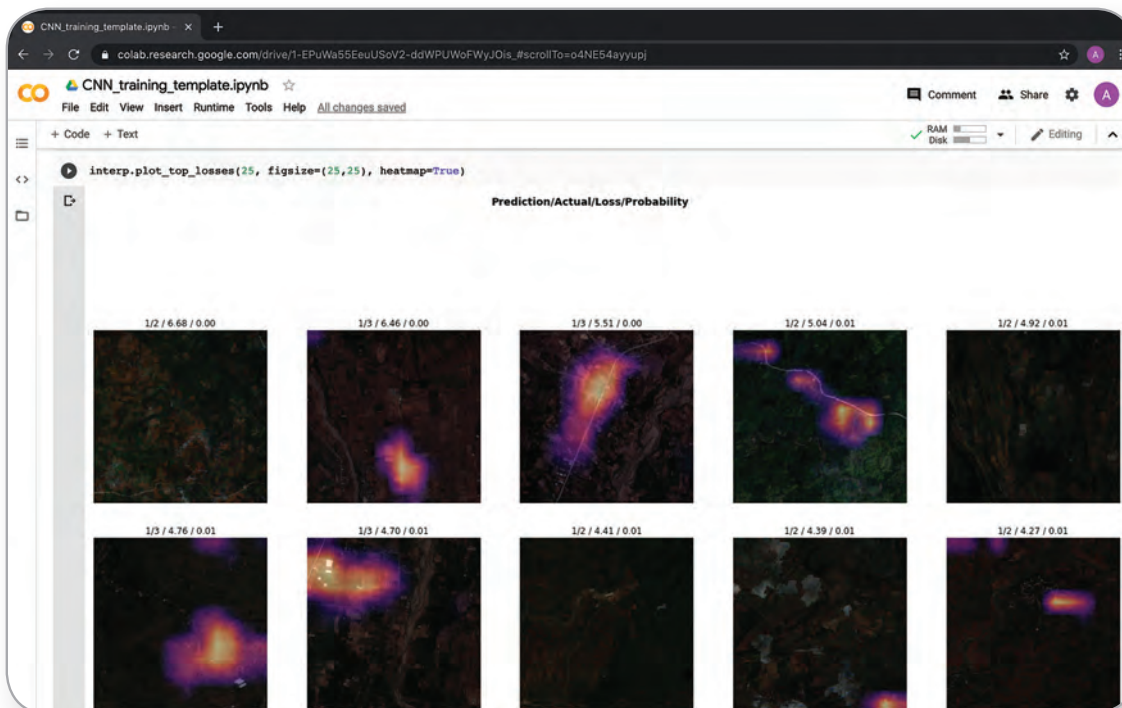 CNN_training_template.ipynb -
colab.research.google.com/drive/1-EPuWa55EeuUSoV2-ddWPUWoFWyJOis_#scrollTo=o4NE54ayyupj
A
CNN_training_template.ipynb
File Edit View Insert Runtime Tools Help All changes saved
Comment Share A
+ Code + Text
RAM
Disk
Editing
interp.plot_top_losses(25, figsize=(25,25), heatmap=True)
Prediction/Actual/Loss/Probability
1/2 / 6.68 / 0.00 1/3 / 6.46 / 0.00 1/3 / 5.51 / 0.00 1/2 / 5.04 / 0.01 1/2 / 4.92 / 0.01
1/3 / 4.76 / 0.01 1/3 / 4.70 / 0.01 1/2 / 4.41 / 0.01 1/2 / 4.39 / 0.01 1/2 / 4.27 / 0.01